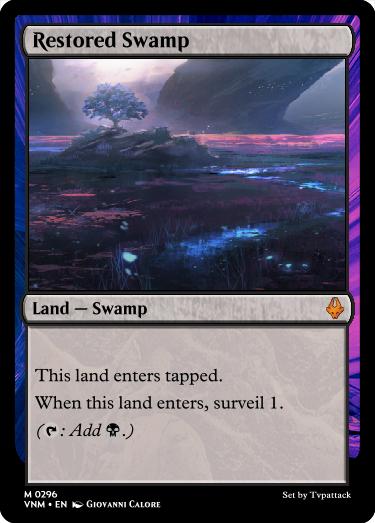 Restored Swamp
Land — Swamp
This land enters tapped.
When this land enters, surveil 1.
(: Add .)
M 0296
VNM • EN Giovanni Calore
Set by Tvpattack